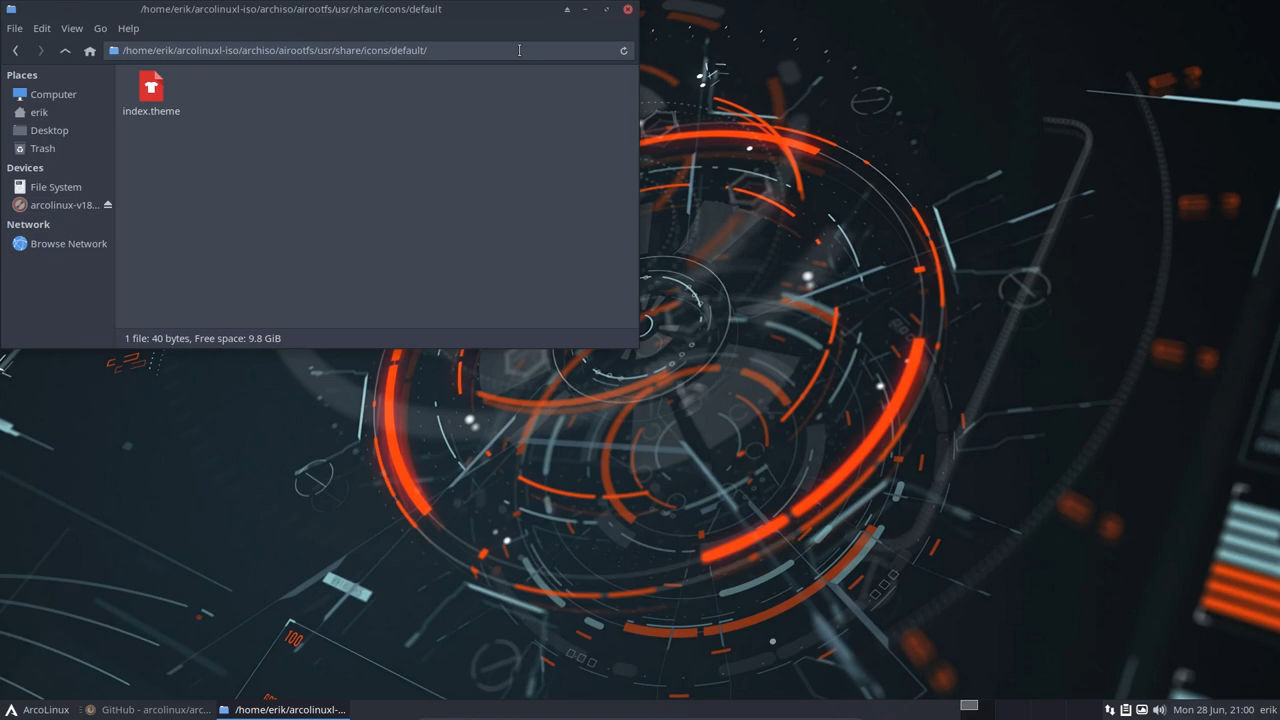 /home/erik/arcolinuxl-iso/archiso/airootfs/usr/share/icons/default
File Edit View Go Help
/home/erik/arcolinuxl-iso/archiso/airootfs/usr/share/icons/default/
Places
Computer
erik
Desktop
Trash
Devices
File System
arcolinux-v18...
Network
Browse Network
index.theme
1 file: 40 bytes, Free space: 9.8 GiB
100
ArcoLinux
GitHub - arcolinux/arc...
/home/erik/arcolinuxl-...
Mon 28 Jun, 21:00
erik